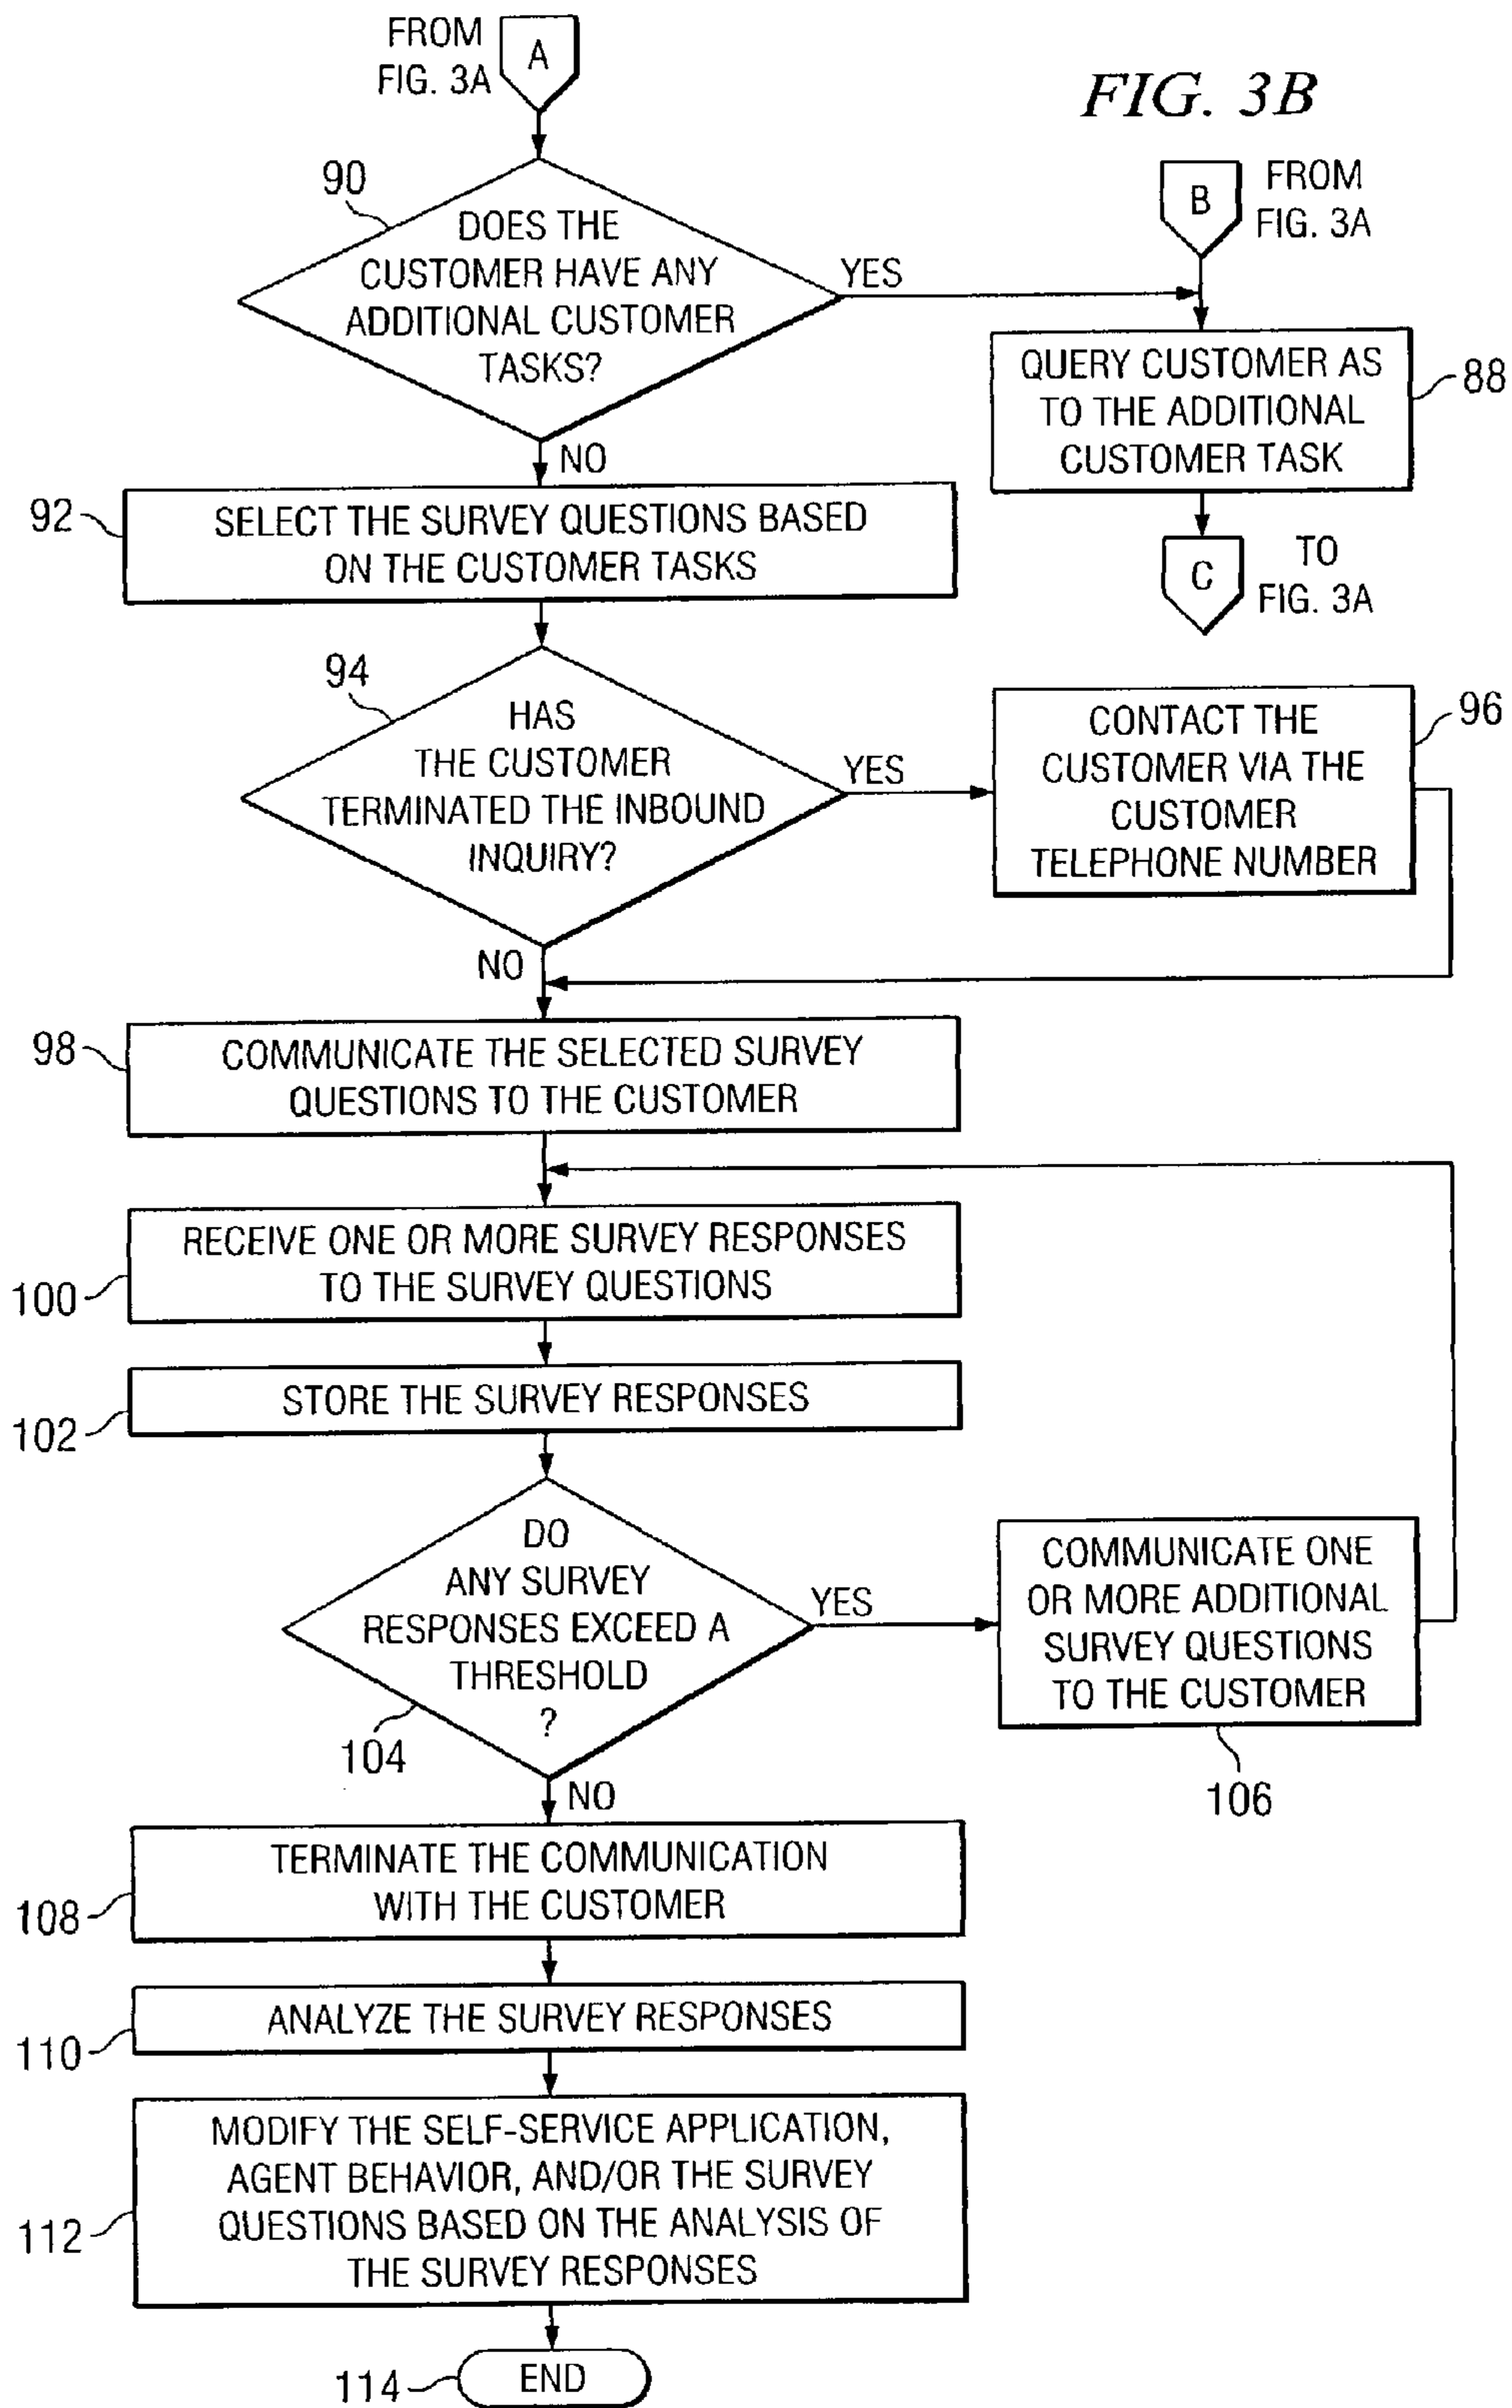 FROM
FIG. 3A
A
FIG. 3B
B
FROM
FIG. 3A
90
DOES THE
CUSTOMER HAVE ANY
ADDITIONAL CUSTOMER
TASKS?
YES
NO
QUERY CUSTOMER AS
TO THE ADDITIONAL
CUSTOMER TASK
88
C
TO
FIG. 3A
92
SELECT THE SURVEY QUESTIONS BASED
ON THE CUSTOMER TASKS
94
HAS
THE CUSTOMER
TERMINATED THE INBOUND
INQUIRY?
YES
NO
CONTACT THE
CUSTOMER VIA THE
CUSTOMER
TELEPHONE NUMBER
96
98
COMMUNICATE THE SELECTED SURVEY
QUESTIONS TO THE CUSTOMER
RECEIVE ONE OR MORE SURVEY RESPONSES
TO THE SURVEY QUESTIONS
100
STORE THE SURVEY RESPONSES
102
DO
ANY SURVEY
RESPONSES EXCEED A
THRESHOLD
?
104
YES
NO
COMMUNICATE ONE
OR MORE ADDITIONAL
SURVEY QUESTIONS
TO THE CUSTOMER
106
TERMINATE THE COMMUNICATION
WITH THE CUSTOMER
108
ANALYZE THE SURVEY RESPONSES
110
MODIFY THE SELF-SERVICE APPLICATION,
AGENT BEHAVIOR, AND/OR THE SURVEY
QUESTIONS BASED ON THE ANALYSIS OF
THE SURVEY RESPONSES
112
END
114